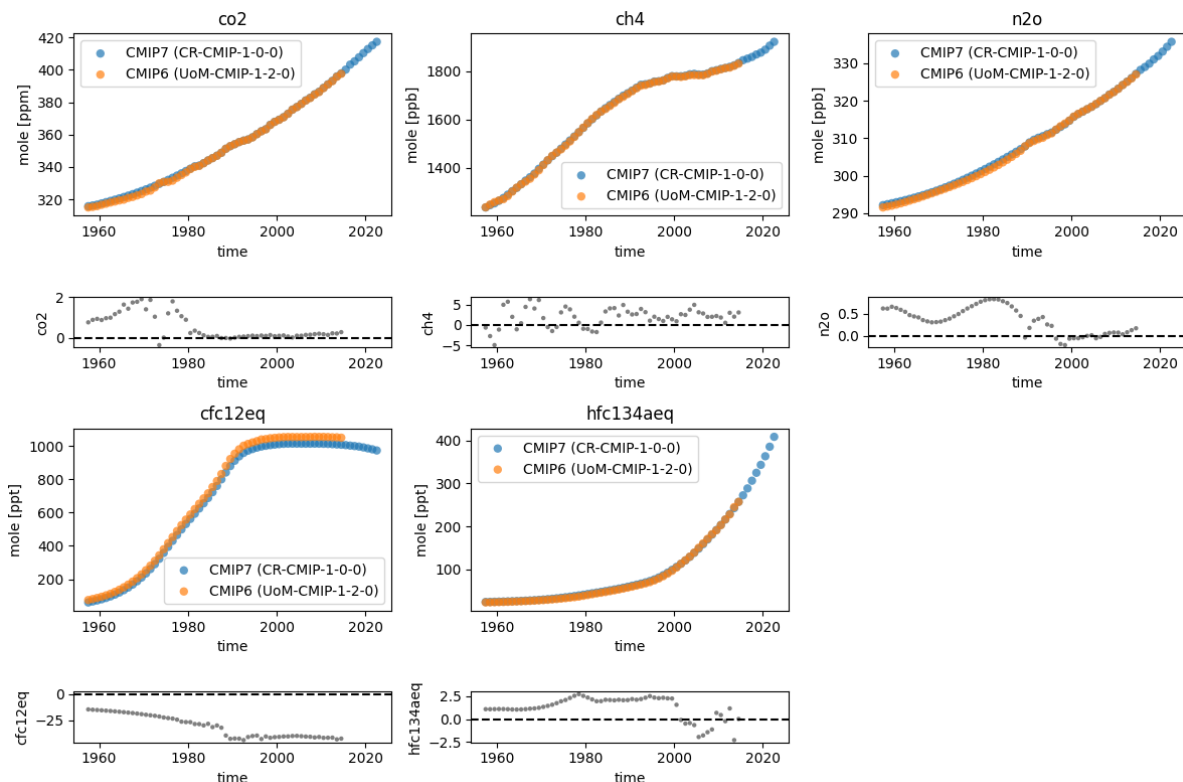 co2
mole [ppm]
420
400
380
360
340
320
CMIP7 (CR-CMIP-1-0-0)
CMIP6 (UoM-CMIP-1-2-0)
1960 1980 2000 2020
time
ch4
mole [ppb]
1800
1600
1400
CMIP7 (CR-CMIP-1-0-0)
CMIP6 (UoM-CMIP-1-2-0)
1960 1980 2000 2020
time
n2o
mole [ppb]
330
320
310
300
290
CMIP7 (CR-CMIP-1-0-0)
CMIP6 (UoM-CMIP-1-2-0)
1960 1980 2000 2020
time
co2
2
0
1960 1980 2000 2020
time
ch4
5
0
−5
1960 1980 2000 2020
time
n2o
0.5
0.0
1960 1980 2000 2020
time
cfc12eq
mole [ppt]
1000
800
600
400
200
CMIP7 (CR-CMIP-1-0-0)
CMIP6 (UoM-CMIP-1-2-0)
1960 1980 2000 2020
time
hfc134aeq
mole [ppt]
400
300
200
100
CMIP7 (CR-CMIP-1-0-0)
CMIP6 (UoM-CMIP-1-2-0)
1960 1980 2000 2020
time
cfc12eq
0
−25
1960 1980 2000 2020
time
hfc134aeq
2.5
0.0
−2.5
1960 1980 2000 2020
time